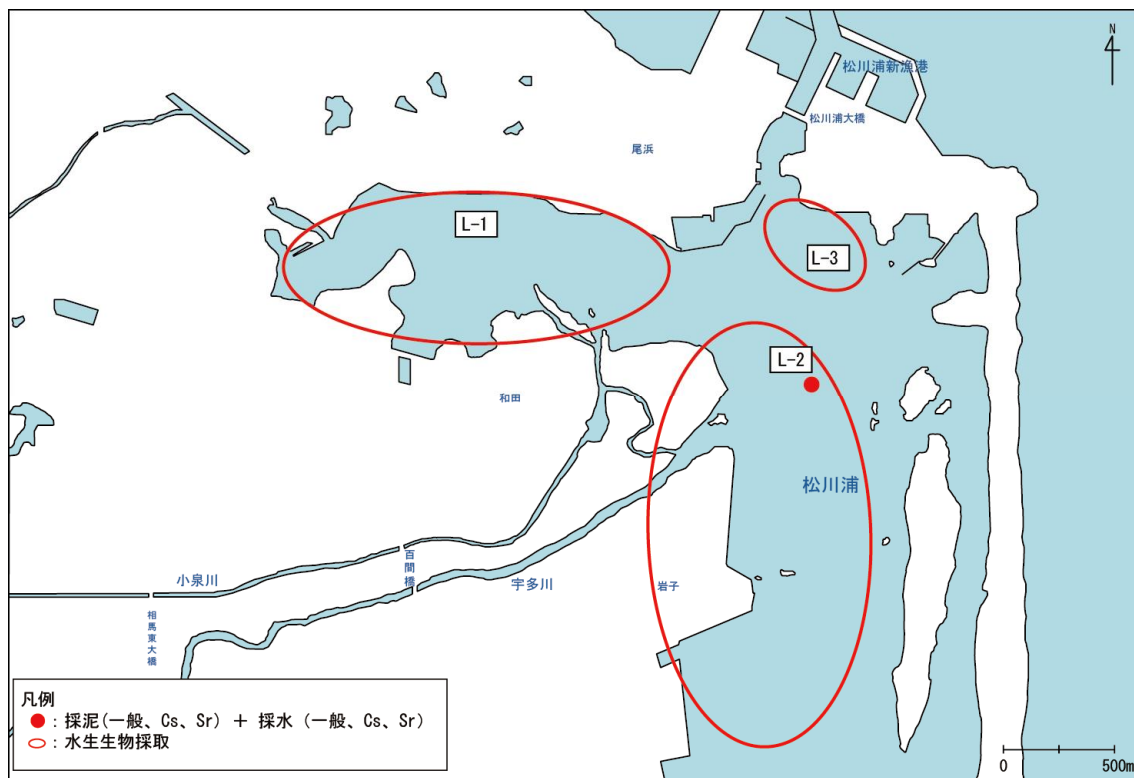 N
松川浦新漁港
松川浦大橋
尾浜
L-1
L-3
L-2
和田
松川浦
百間橋
小泉川
宇多川
岩子
相馬東大橋
凡例
● : 採泥(一般、Cs、Sr) + 採水 (一般、Cs、Sr)
○ : 水生生物採取
0 500m